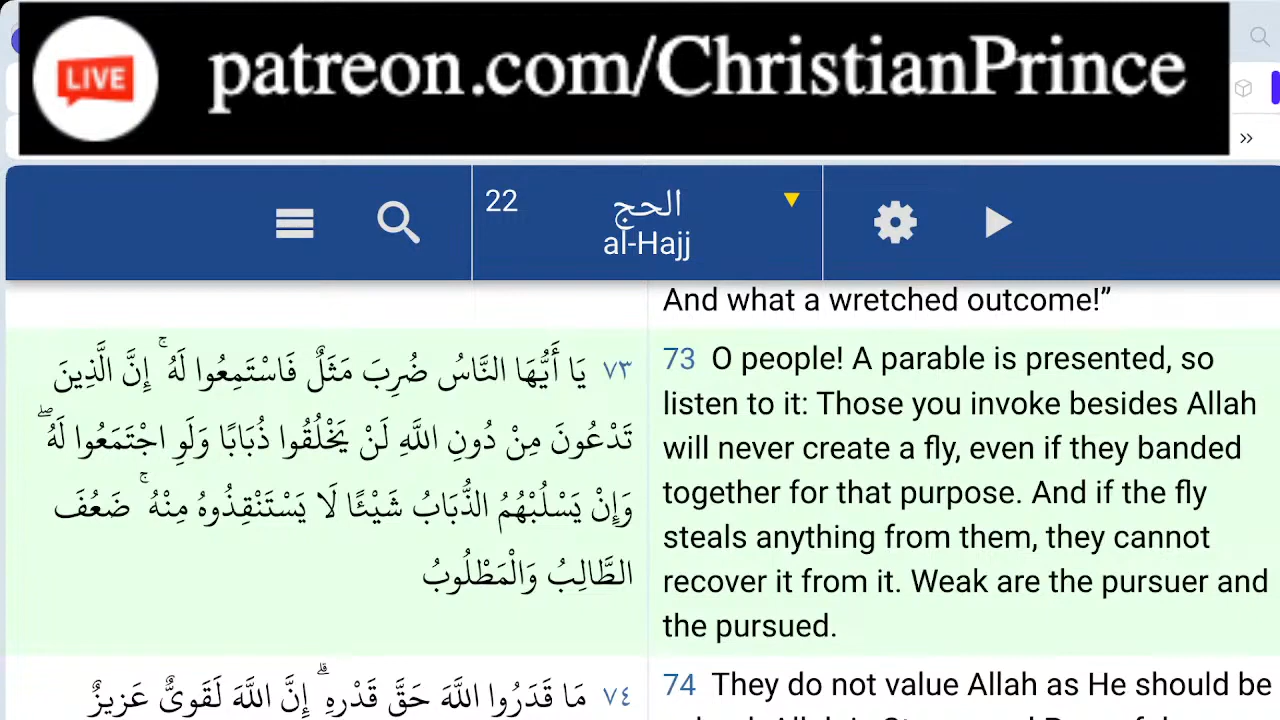 LIVE
patreon.com/ChristianPrince
22
الحج
al-Hajj
And what a wretched outcome!”
٧٣ يَا أَيُّهَا النَّاسُ ضُرِبَ مَثَلٌ فَاسْتَمِعُوا لَهُ ۚ إِنَّ الَّذِينَ
تَدْعُونَ مِنْ دُونِ اللَّهِ لَنْ يَخْلُقُوا ذُبَابًا وَلَوِ اجْتَمَعُوا لَهُ ۖ
وَإِنْ يَسْلُبْهُمُ الذُّبَابُ شَيْئًا لَا يَسْتَنْقِذُوهُ مِنْهُ ۚ ضَعُفَ
الطَّالِبُ وَالْمَطْلُوبُ
73 O people! A parable is presented, so
listen to it: Those you invoke besides Allah
will never create a fly, even if they banded
together for that purpose. And if the fly
steals anything from them, they cannot
recover it from it. Weak are the pursuer and
the pursued.
٧٤ مَا قَدَرُوا اللَّهَ حَقَّ قَدْرِهِ ۗ إِنَّ اللَّهَ لَقَوِيٌّ عَزِيزٌ
74 They do not value Allah as He should be